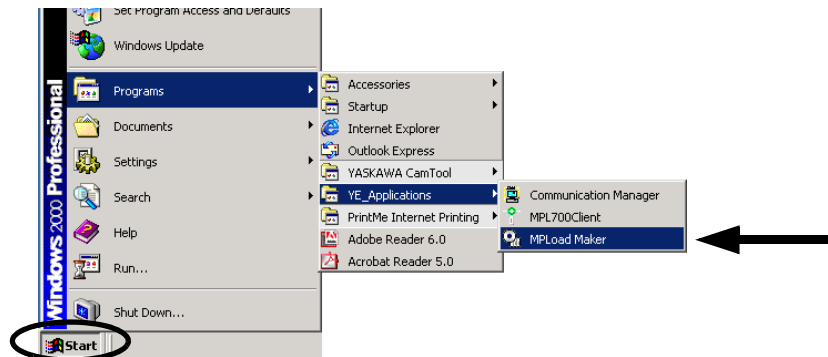 Set Program Access and Defaults
Windows Update
Programs
Documents
Settings
Search
Help
Run...
Shut Down...
Windows 2000 Professional
Start
Accessories
Startup
Internet Explorer
Outlook Express
YASKAWA CamTool
YE_Applications
PrintMe Internet Printing
Adobe Reader 6.0
Acrobat Reader 5.0
Communication Manager
MPL700Client
MPLoad Maker